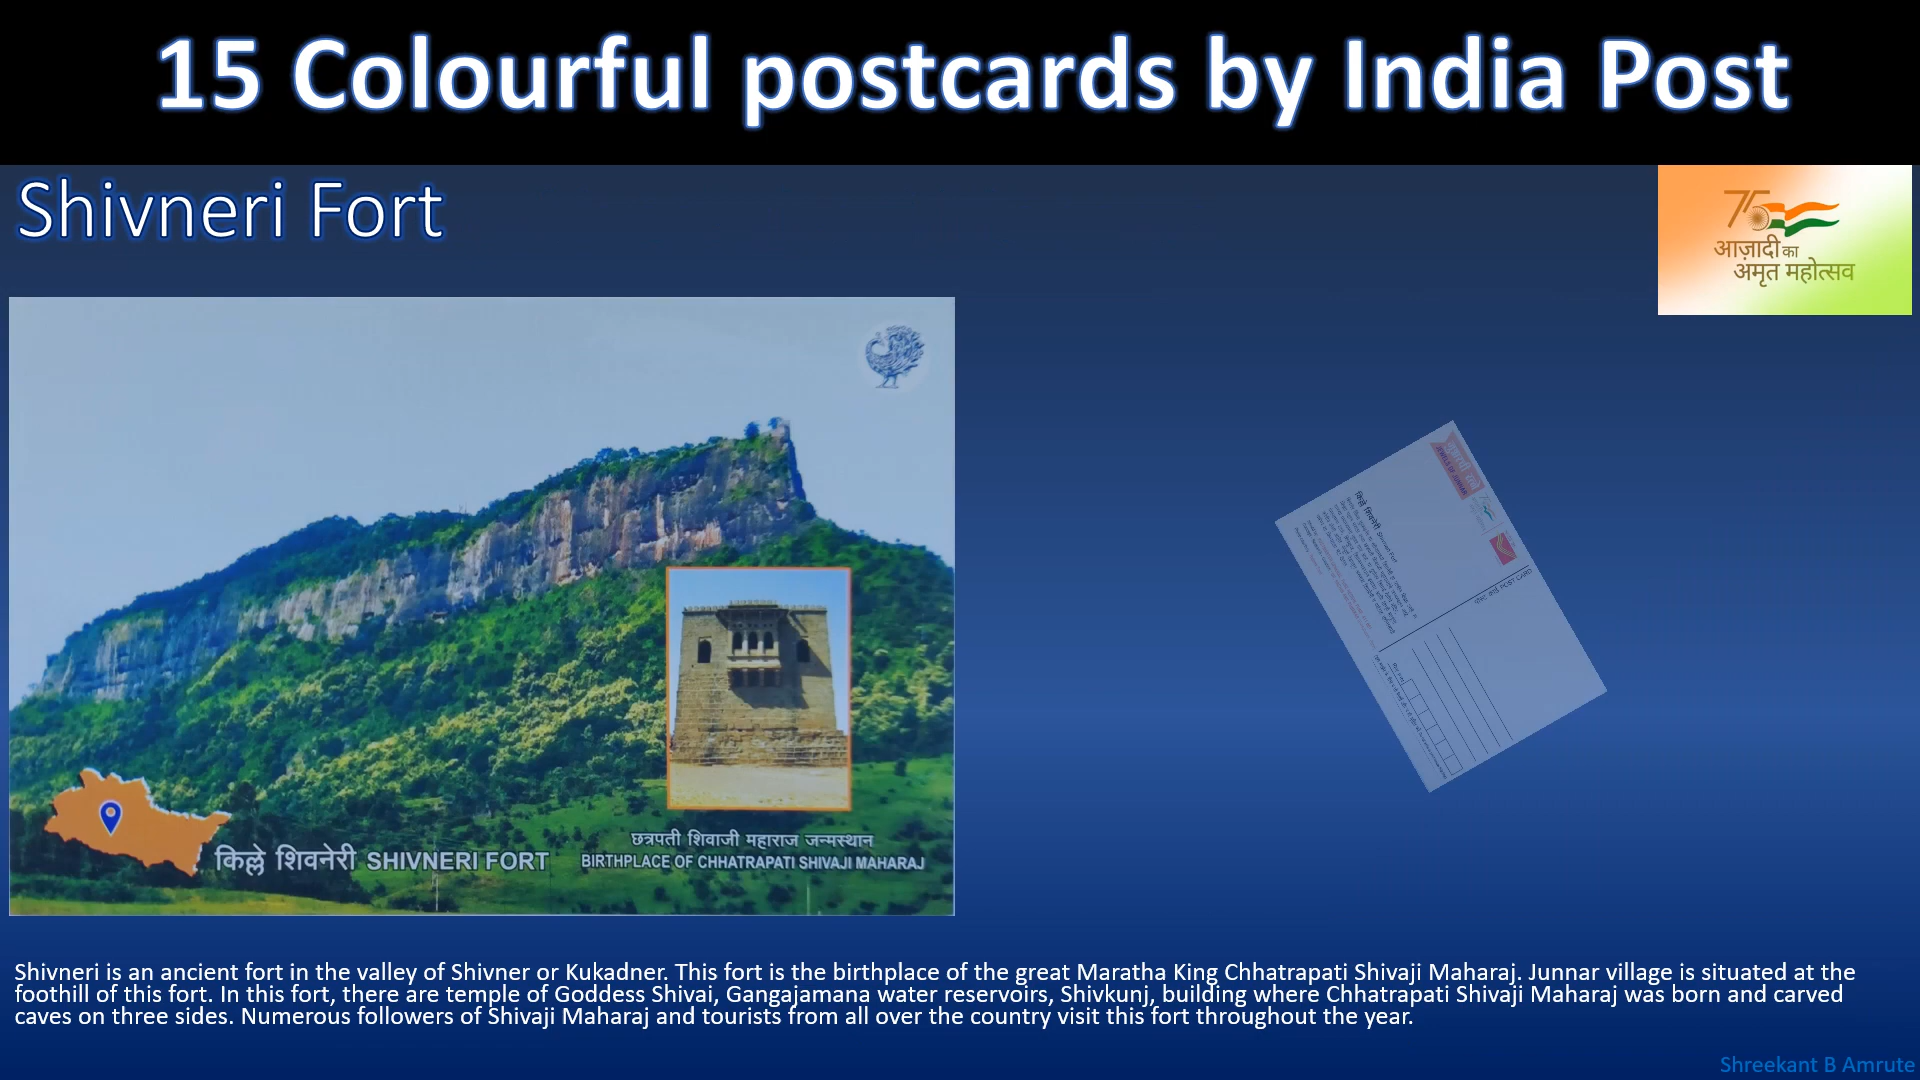 15 Colourful postcards by India Post
Shivneri Fort
75
आज़ादी का
अमृत महोत्सव
किल्ले शिवनेरी SHIVNERI FORT
छत्रपती शिवाजी महाराज जन्मस्थान
BIRTHPLACE OF CHHATRAPATI SHIVAJI MAHARAJ
किल्ले शिवनेरी Shivneri Fort
पोस्ट कार्ड POST CARD
Shivneri is an ancient fort in the valley of Shivner or Kukadner. This fort is the birthplace of the great Maratha King Chhatrapati Shivaji Maharaj. Junnar village is situated at the
foothill of this fort. In this fort, there are temple of Goddess Shivai, Gangajamana water reservoirs, Shivkunj, building where Chhatrapati Shivaji Maharaj was born and carved
caves on three sides. Numerous followers of Shivaji Maharaj and tourists from all over the country visit this fort throughout the year.
Shreekant B Amrute